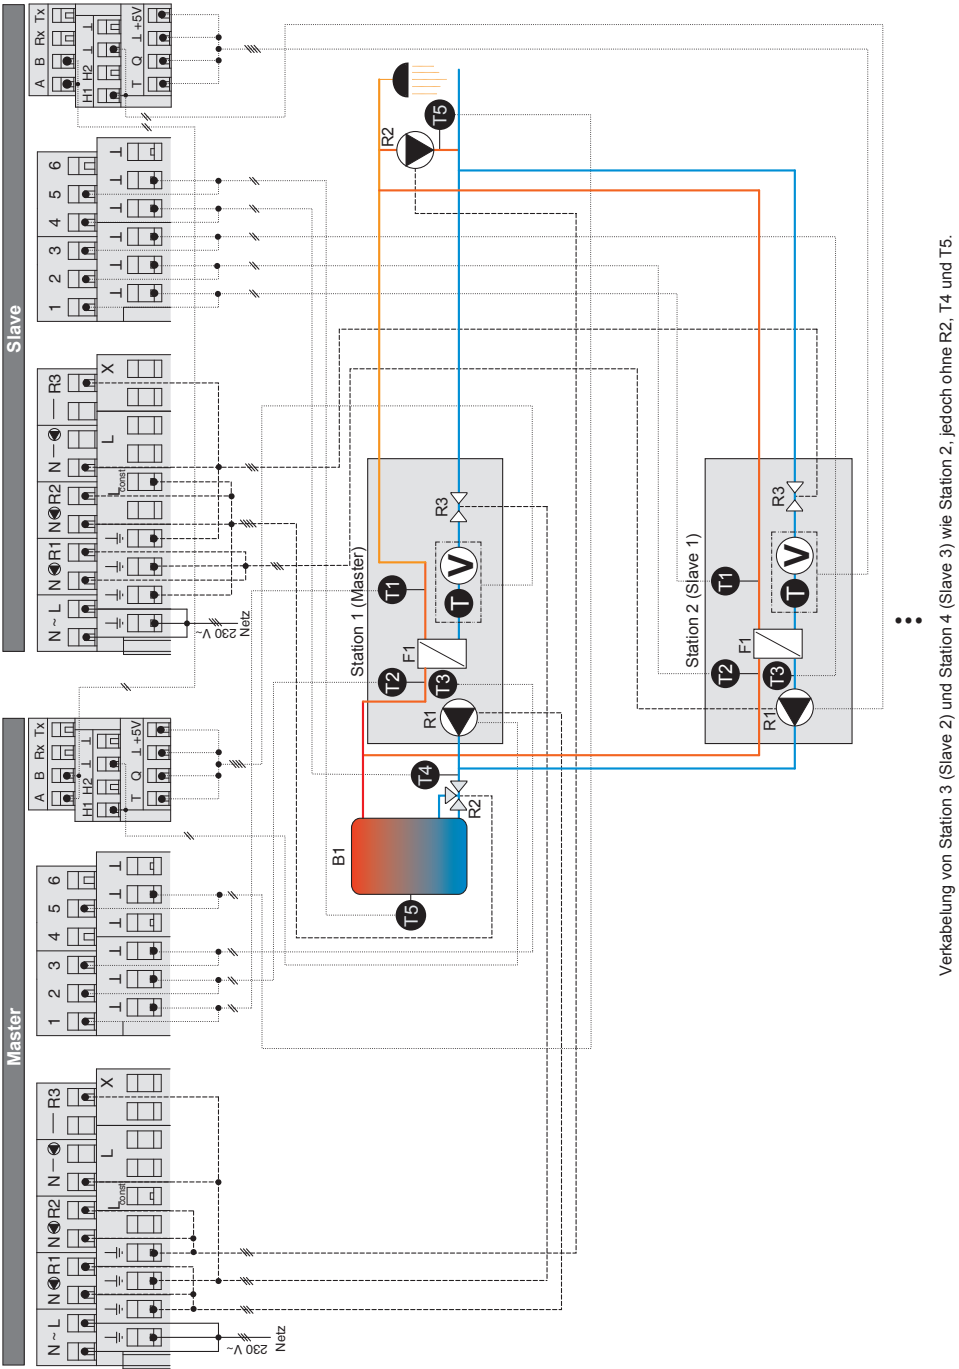 Master
N ~ L
N R1
N R2
N —
— R3
L const
L
X
230 V~
Netz
1
2
3
4
5
6
⊥ ⊥ ⊥ ⊥ ⊥ ⊥
A B Rx Tx
H1 ⊥ H2 ⊥
T Q ⊥ +5V
Slave
N ~ L
N R1
N R2
N —
— R3
L const
L
X
230 V~
Netz
1
2
3
4
5
6
⊥ ⊥ ⊥ ⊥ ⊥ ⊥
A B Rx Tx
H1 ⊥ H2 ⊥
T Q ⊥ +5V
B1
T5
T4
R2
Station 1 (Master)
R1
T2
T3
F1
T1
T
V
R3
R2
T5
Station 2 (Slave 1)
R1
T2
T3
F1
T1
T
V
R3
Verkabelung von Station 3 (Slave 2) und Station 4 (Slave 3) wie Station 2, jedoch ohne R2, T4 und T5.